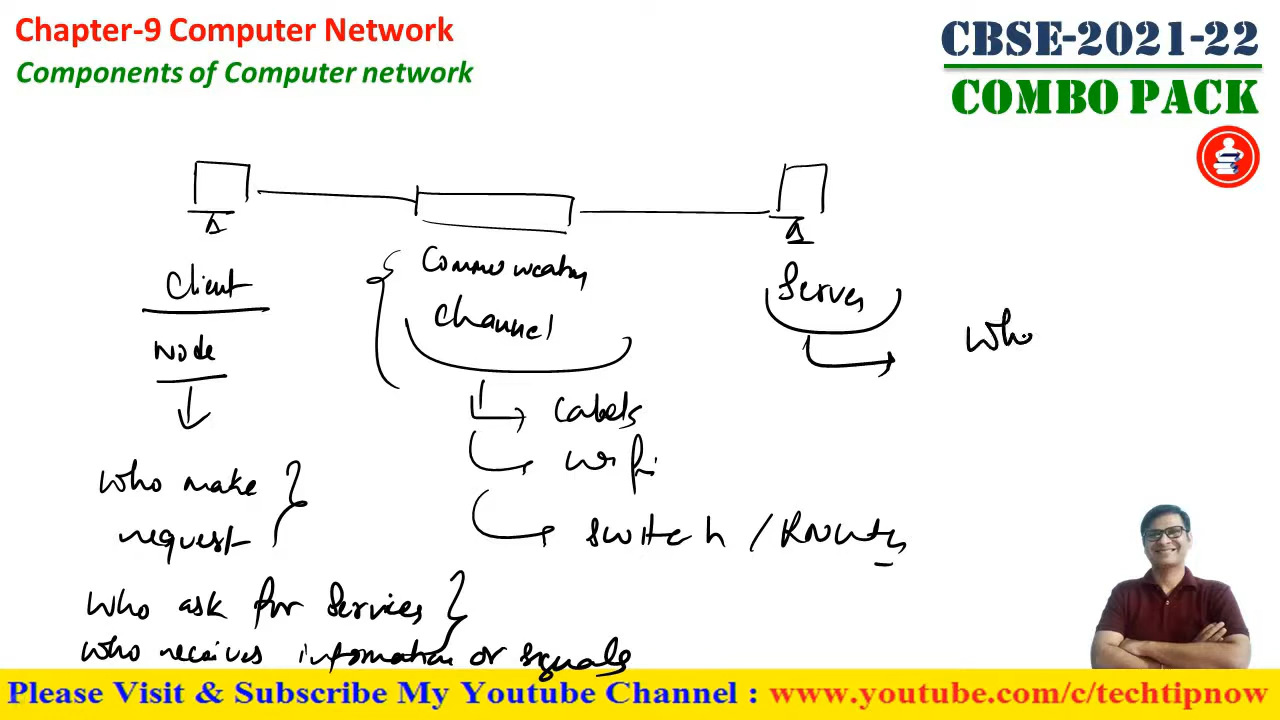 Chapter-9 Computer Network
Components of Computer network
CBSE-2021-22
COMBO PACK
Client
Node
who make
request
who ask for services
who receives information or signals
Communication
channel
Cabels
wifi
switch / Router
Server
who
Please Visit & Subscribe My Youtube Channel : www.youtube.com/c/techtipnow